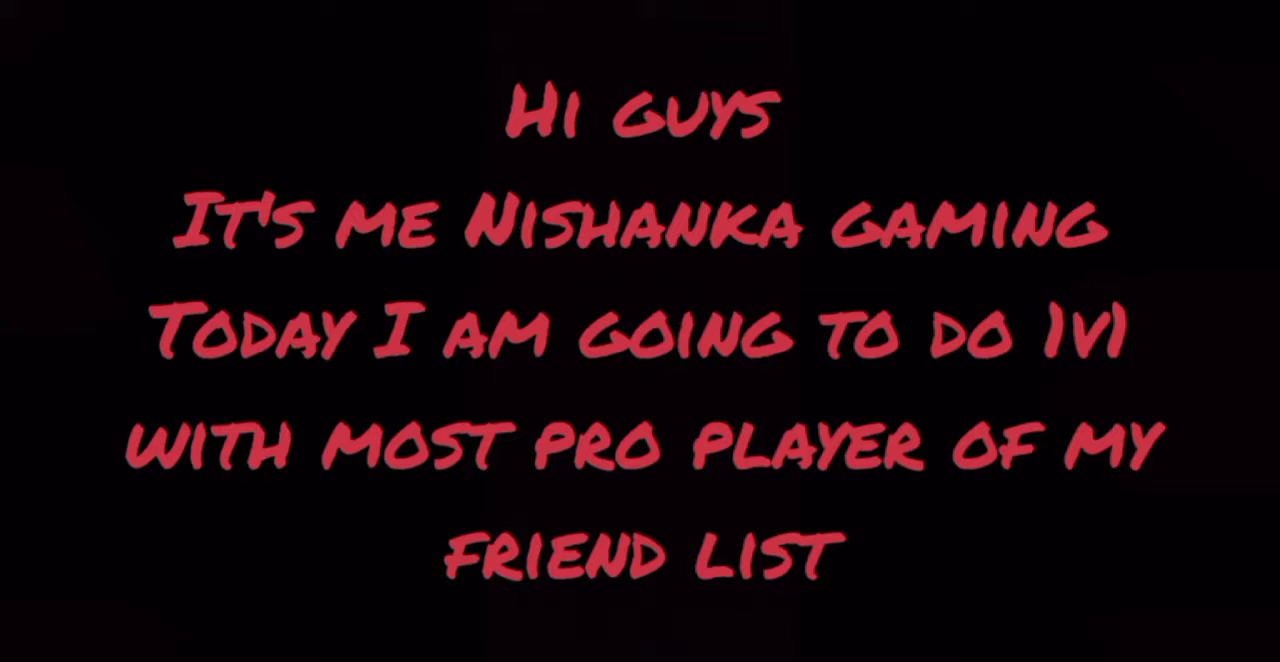 Hi guys
It's me Nishanka gaming
Today I am going to do 1v1
with most pro player of my
friend list